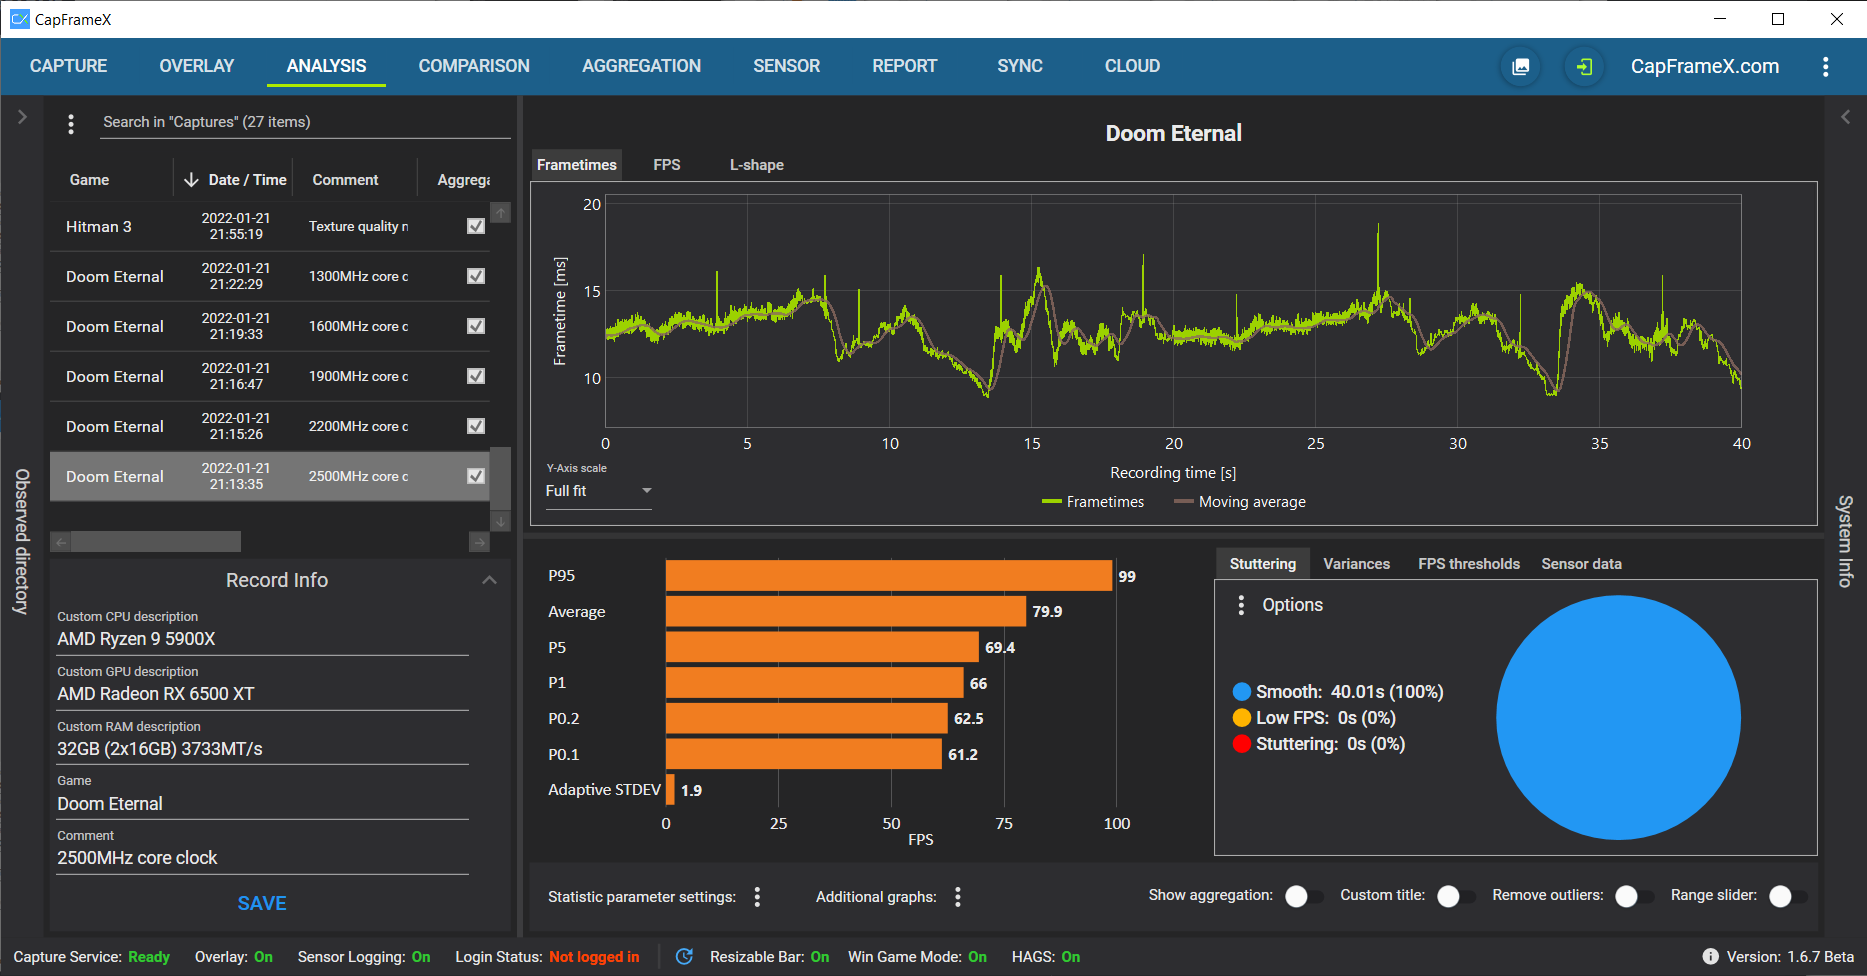 CapFrameX
CAPTURE OVERLAY ANALYSIS COMPARISON AGGREGATION SENSOR REPORT SYNC CLOUD CapFrameX.com
Search in "Captures" (27 items)
Game Date / Time Comment Aggrega
Hitman 3 2022-01-21 21:55:19 Texture quality n
Doom Eternal 2022-01-21 21:22:29 1300MHz core c
Doom Eternal 2022-01-21 21:19:33 1600MHz core c
Doom Eternal 2022-01-21 21:16:47 1900MHz core c
Doom Eternal 2022-01-21 21:15:26 2200MHz core c
Doom Eternal 2022-01-21 21:13:35 2500MHz core c
Observed directory
Record Info
Custom CPU description
AMD Ryzen 9 5900X
Custom GPU description
AMD Radeon RX 6500 XT
Custom RAM description
32GB (2x16GB) 3733MT/s
Game
Doom Eternal
Comment
2500MHz core clock
SAVE
Doom Eternal
Frametimes FPS L-shape
Frametime [ms]
20
15
10
0 5 10 15 20 25 30 35 40
Recording time [s]
Y-Axis scale
Full fit
Frametimes Moving average
System Info
P95 99
Average 79.9
P5 69.4
P1 66
P0.2 62.5
P0.1 61.2
Adaptive STDEV 1.9
0 25 50 75 100
FPS
Stuttering Variances FPS thresholds Sensor data
Options
Smooth: 40.01s (100%)
Low FPS: 0s (0%)
Stuttering: 0s (0%)
Statistic parameter settings: Additional graphs: Show aggregation: Custom title: Remove outliers: Range slider:
Capture Service: Ready Overlay: On Sensor Logging: On Login Status: Not logged in Resizable Bar: On Win Game Mode: On HAGS: On Version: 1.6.7 Beta